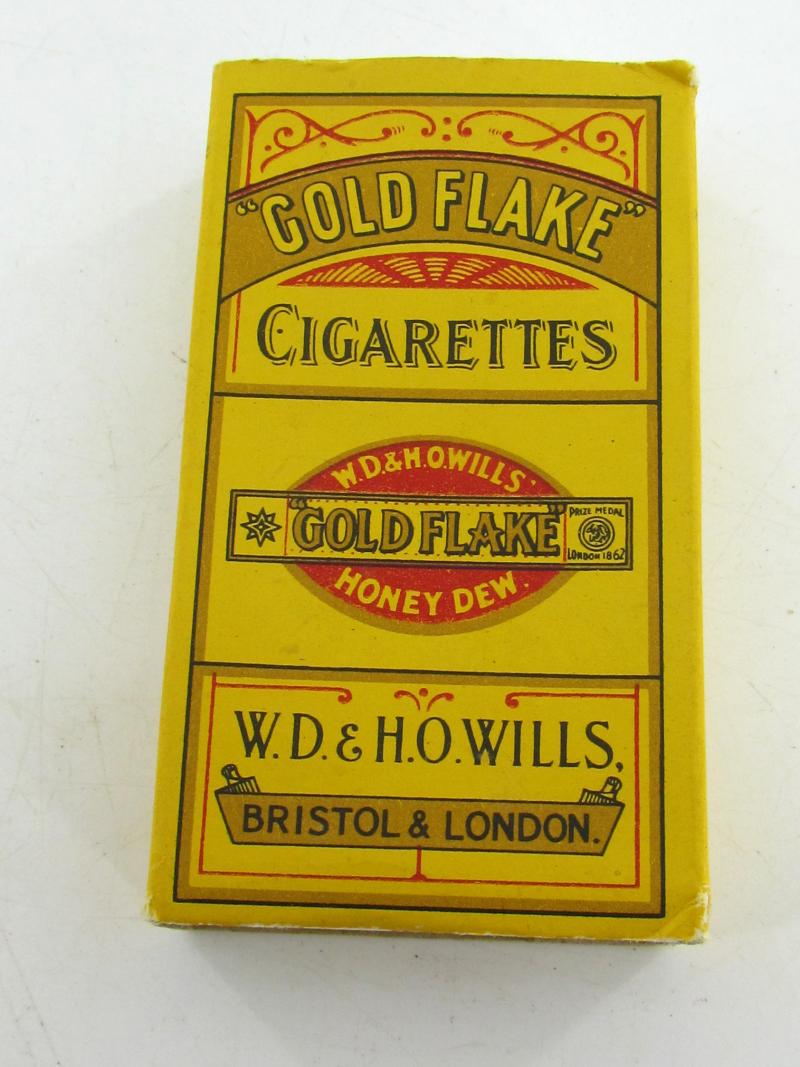 "GOLD FLAKE"
CIGARETTES
W.D.&H.O.WILLS'
"GOLD FLAKE"
PRIZE MEDAL
LONDON 1862
HONEY DEW.
W.D.&H.O.WILLS,
BRISTOL & LONDON.